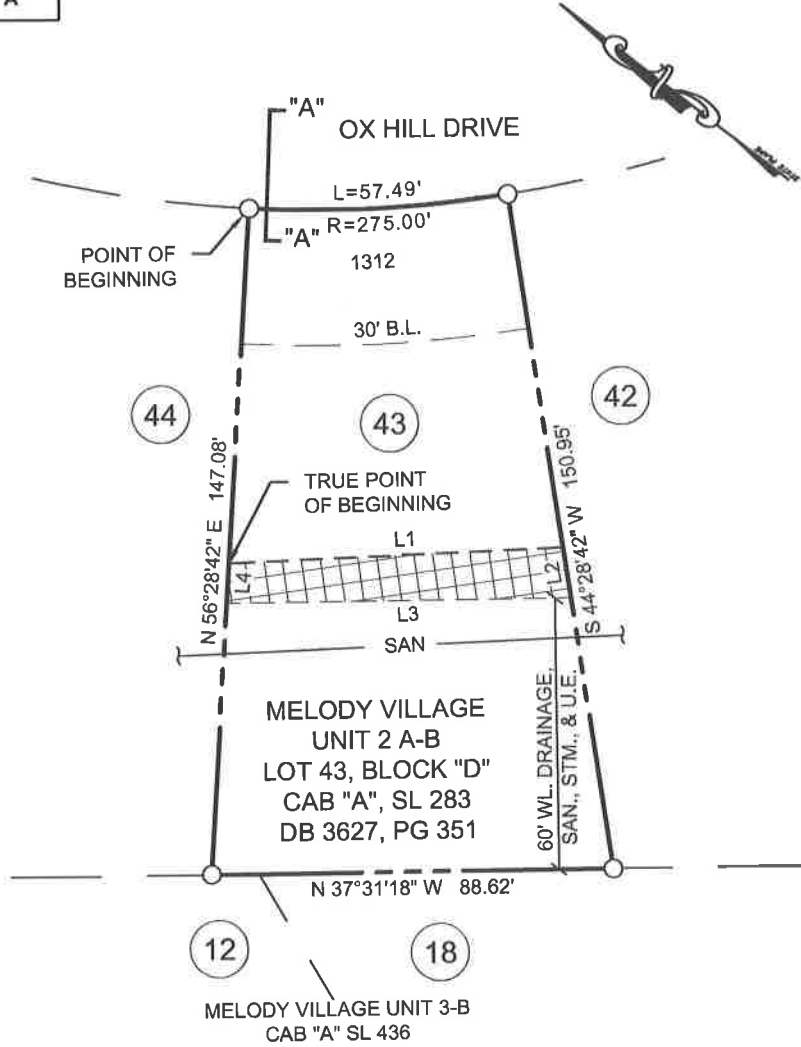 "A"
"A"
OX HILL DRIVE
L=57.49'
R=275.00'
"A"
POINT OF
BEGINNING
1312
30' B.L.
44
43
42
N 56°28'42" E 147.08'
S 44°28'42" W 150.95'
TRUE POINT
OF BEGINNING
L1
L4
L2
L3
SAN
MELODY VILLAGE
UNIT 2 A-B
LOT 43, BLOCK "D"
CAB "A", SL 283
DB 3627, PG 351
60' WL. DRAINAGE,
SAN., STM., & U.E.
N 37°31'18" W 88.62'
12
18
MELODY VILLAGE UNIT 3-B
CAB "A" SL 436